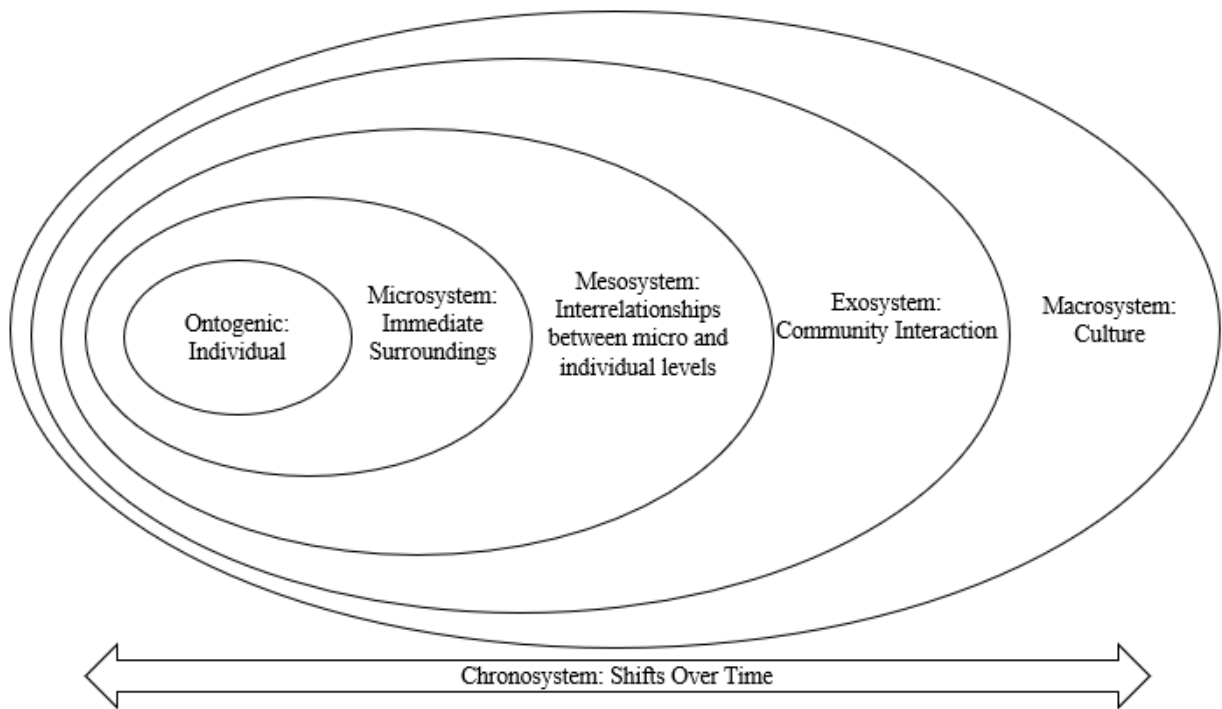 Ontogenic:
Individual
Microsystem:
Immediate
Surroundings
Mesosystem:
Interrelationships
between micro and
individual levels
Exosystem:
Community Interaction
Macrosystem:
Culture
Chronosystem: Shifts Over Time